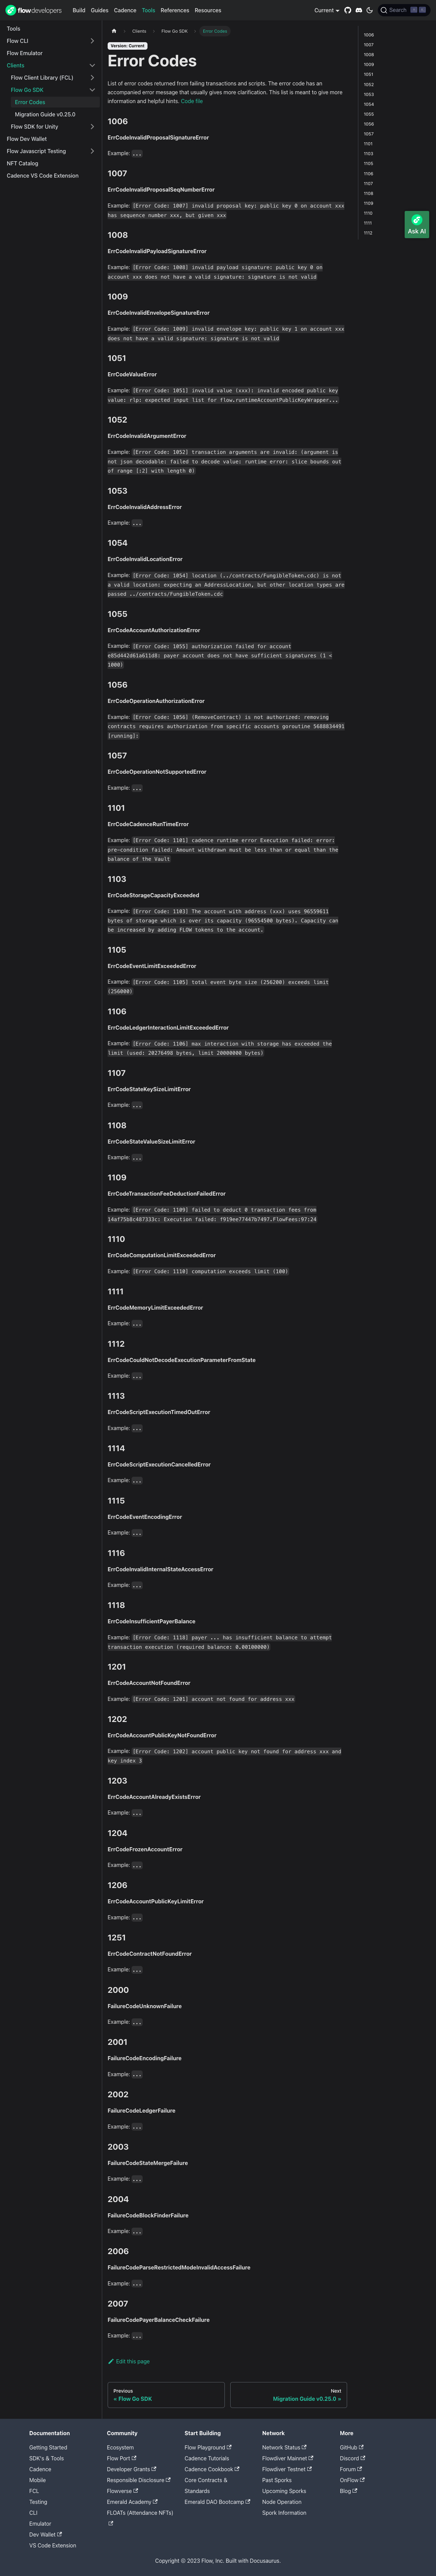 flowdevelopers Build Guides Cadence Tools References Resources Current Search
Tools
Flow CLI
Flow Emulator
Clients
Flow Client Library (FCL)
Flow Go SDK
Error Codes
Migration Guide v0.25.0
Flow SDK for Unity
Flow Dev Wallet
Flow Javascript Testing
NFT Catalog
Cadence VS Code Extension
Clients Flow Go SDK Error Codes
Version: Current
Error Codes
List of error codes returned from failing transactions and scripts. The error code has an
accompanied error message that usually gives you more clarification. This list is meant to be more
informational and helpful hints. Code file
1006
ErrCodeInvalidProposalSignatureError
Example: ...
1007
ErrCodeInvalidProposalSeqNumberError
Example: [Error Code: 1007] invalid proposal key: public key 0 on account xxx
has sequence number xxx, but given xxx
1008
ErrCodeInvalidPayloadSignatureError
Example: [Error Code: 1008] invalid payload signature: public key 0 on
account xxx does not have a valid signature: signature is not valid
1009
ErrCodeInvalidEnvelopeSignatureError
Example: [Error Code: 1009] invalid envelope key: public key 1 on account xxx
does not have a valid signature: signature is not valid
1051
ErrCodeValueError
Example: [Error Code: 1051] invalid value (xxx): invalid encoded public key
value: rlp: expected input list for flow.runtimeAccountPublicKeyWrapper...
1052
ErrCodeInvalidArgumentError
Example: [Error Code: 1052] transaction arguments are invalid: (argument is
not json decodable: failed to decode value: runtime error: slice bounds out
of range [:2] with length 0)
1053
ErrCodeInvalidAddressError
Example: ...
1054
ErrCodeInvalidLocationError
Example: [Error Code: 1054] location (../contracts/FungibleToken.cdc) is not
a valid location: expecting an AddressLocation, but other location types are
passed ../contracts/FungibleToken.cdc
1055
ErrCodeAccountAuthorizationError
Example: [Error Code: 1055] authorization failed for account
e85d442d61a611d8: payer account does not have sufficient signatures (1 <
1000)
1056
ErrCodeOperationAuthorizationError
Example: [Error Code: 1056] (RemoveContract) is not authorized: removing
contracts requires authorization from specific accounts goroutine 5688834491
[running]:
1057
ErrCodeOperationNotSupportedError
Example: ...
1101
ErrCodeCadenceRunTimeError
Example: [Error Code: 1101] cadence runtime error Execution failed: error:
pre-condition failed: Amount withdrawn must be less than or equal than the
balance of the Vault
1103
ErrCodeStorageCapacityExceeded
Example: [Error Code: 1103] The account with address (xxx) uses 96559611
bytes of storage which is over its capacity (96554500 bytes). Capacity can
be increased by adding FLOW tokens to the account.
1105
ErrCodeEventLimitExceededError
Example: [Error Code: 1105] total event byte size (256200) exceeds limit
(256000)
1106
ErrCodeLedgerInteractionLimitExceededError
Example: [Error Code: 1106] max interaction with storage has exceeded the
limit (used: 20276498 bytes, limit 20000000 bytes)
1107
ErrCodeStateKeySizeLimitError
Example: ...
1108
ErrCodeStateValueSizeLimitError
Example: ...
1109
ErrCodeTransactionFeeDeductionFailedError
Example: [Error Code: 1109] failed to deduct 0 transaction fees from
14af75b8c487333c: Execution failed: f919ee77447b7497.FlowFees:97:24
1110
ErrCodeComputationLimitExceededError
Example: [Error Code: 1110] computation exceeds limit (100)
1111
ErrCodeMemoryLimitExceededError
Example: ...
1112
ErrCodeCouldNotDecodeExecutionParameterFromState
Example: ...
1113
ErrCodeScriptExecutionTimedOutError
Example: ...
1114
ErrCodeScriptExecutionCancelledError
Example: ...
1115
ErrCodeEventEncodingError
Example: ...
1116
ErrCodeInvalidInternalStateAccessError
Example: ...
1118
ErrCodeInsufficientPayerBalance
Example: [Error Code: 1118] payer ... has insufficient balance to attempt
transaction execution (required balance: 0.00100000)
1201
ErrCodeAccountNotFoundError
Example: [Error Code: 1201] account not found for address xxx
1202
ErrCodeAccountPublicKeyNotFoundError
Example: [Error Code: 1202] account public key not found for address xxx and
key index 3
1203
ErrCodeAccountAlreadyExistsError
Example: ...
1204
ErrCodeFrozenAccountError
Example: ...
1206
ErrCodeAccountPublicKeyLimitError
Example: ...
1251
ErrCodeContractNotFoundError
Example: ...
2000
FailureCodeUnknownFailure
Example: ...
2001
FailureCodeEncodingFailure
Example: ...
2002
FailureCodeLedgerFailure
Example: ...
2003
FailureCodeStateMergeFailure
Example: ...
2004
FailureCodeBlockFinderFailure
Example: ...
2006
FailureCodeParseRestrictedModeInvalidAccessFailure
Example: ...
2007
FailureCodePayerBalanceCheckFailure
Example: ...
Edit this page
Previous
« Flow Go SDK
Next
Migration Guide v0.25.0 »
1006
1007
1008
1009
1051
1052
1053
1054
1055
1056
1057
1101
1103
1105
1106
1107
1108
1109
1110
1111
1112
Ask AI
Documentation
Getting Started
SDK's & Tools
Cadence
Mobile
FCL
Testing
CLI
Emulator
Dev Wallet
VS Code Extension
Community
Ecosystem
Flow Port
Developer Grants
Responsible Disclosure
Flowverse
Emerald Academy
FLOATs (Attendance NFTs)
Start Building
Flow Playground
Cadence Tutorials
Cadence Cookbook
Core Contracts &
Standards
Emerald DAO Bootcamp
Network
Network Status
Flowdiver Mainnet
Flowdiver Testnet
Past Sporks
Upcoming Sporks
Node Operation
Spork Information
More
GitHub
Discord
Forum
OnFlow
Blog
Copyright © 2023 Flow, Inc. Built with Docusaurus.